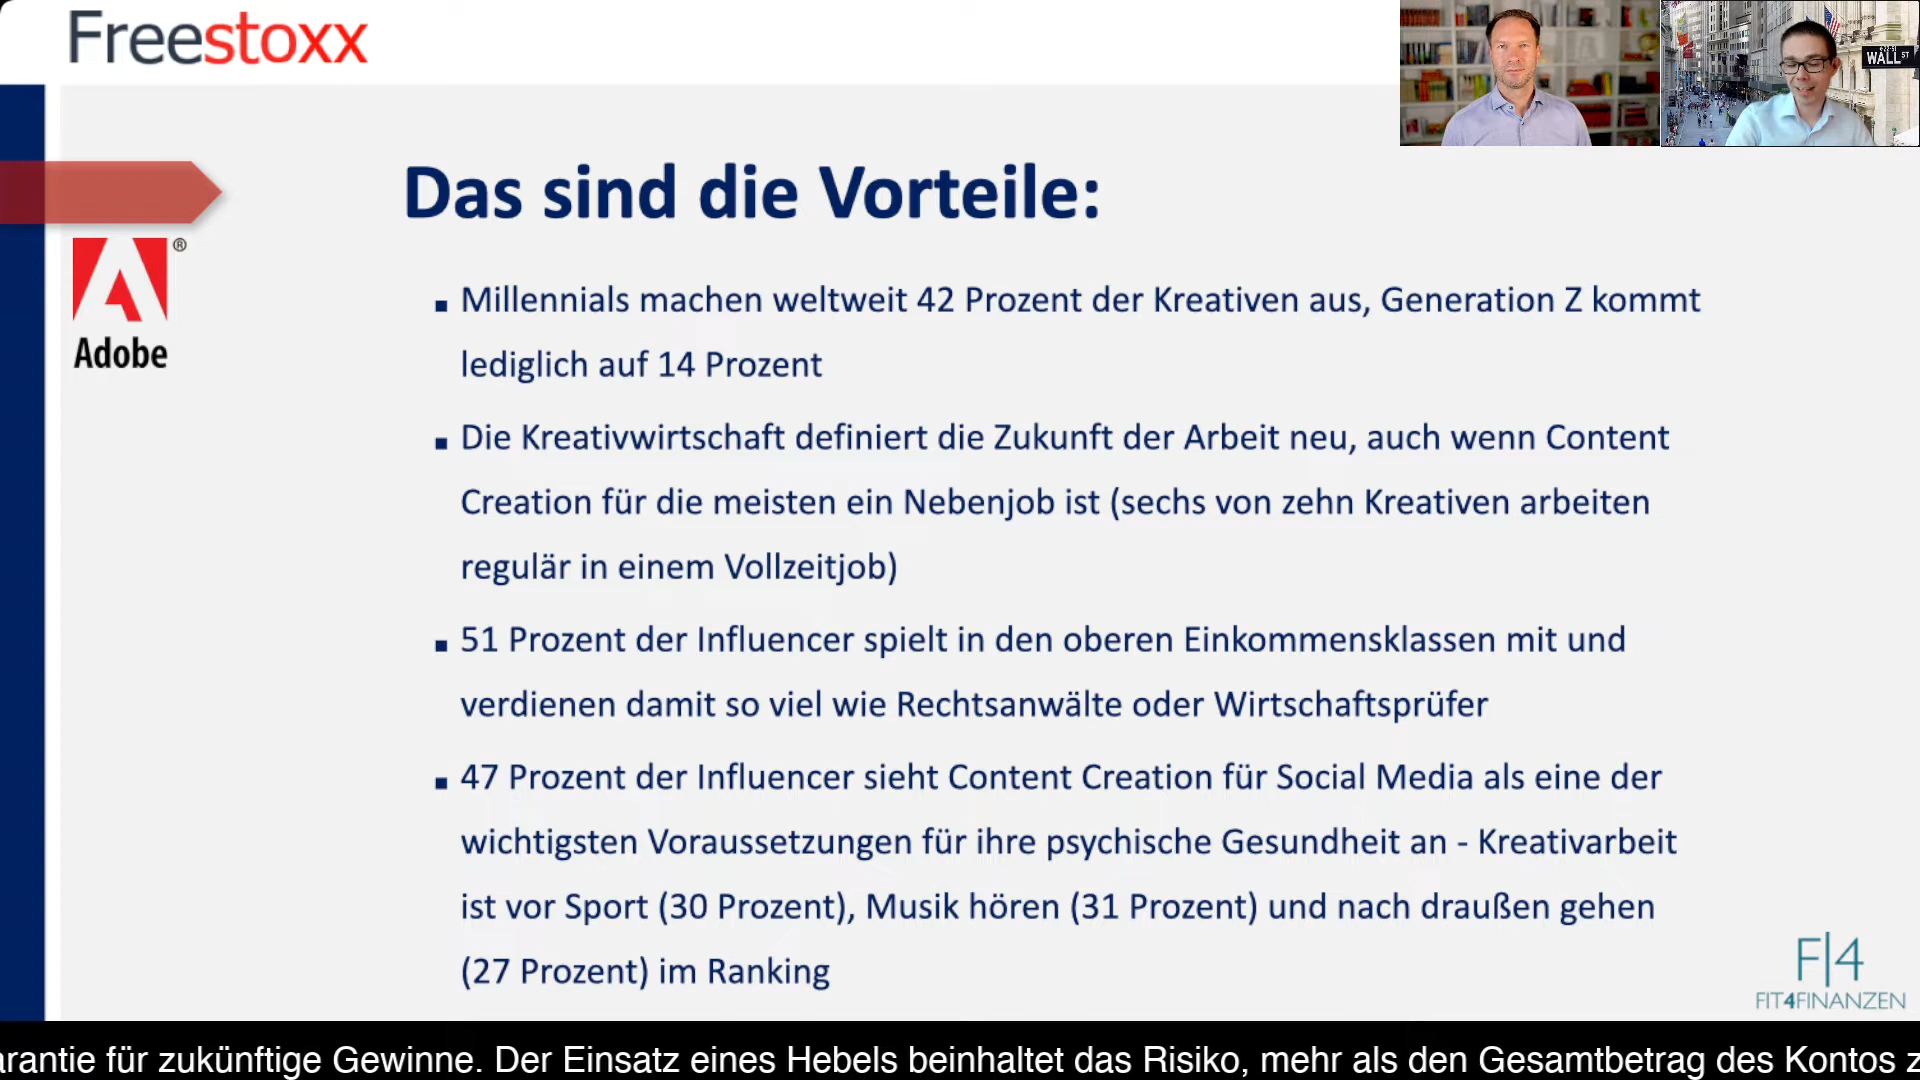 Freestoxx
WALL ST
Das sind die Vorteile:
®
Adobe
▪ Millennials machen weltweit 42 Prozent der Kreativen aus, Generation Z kommt
lediglich auf 14 Prozent
▪ Die Kreativwirtschaft definiert die Zukunft der Arbeit neu, auch wenn Content
Creation für die meisten ein Nebenjob ist (sechs von zehn Kreativen arbeiten
regulär in einem Vollzeitjob)
▪ 51 Prozent der Influencer spielt in den oberen Einkommensklassen mit und
verdienen damit so viel wie Rechtsanwälte oder Wirtschaftsprüfer
▪ 47 Prozent der Influencer sieht Content Creation für Social Media als eine der
wichtigsten Voraussetzungen für ihre psychische Gesundheit an - Kreativarbeit
ist vor Sport (30 Prozent), Musik hören (31 Prozent) und nach draußen gehen
(27 Prozent) im Ranking
F|4
FIT4FINANZEN
arantie für zukünftige Gewinne. Der Einsatz eines Hebels beinhaltet das Risiko, mehr als den Gesamtbetrag des Kontos z